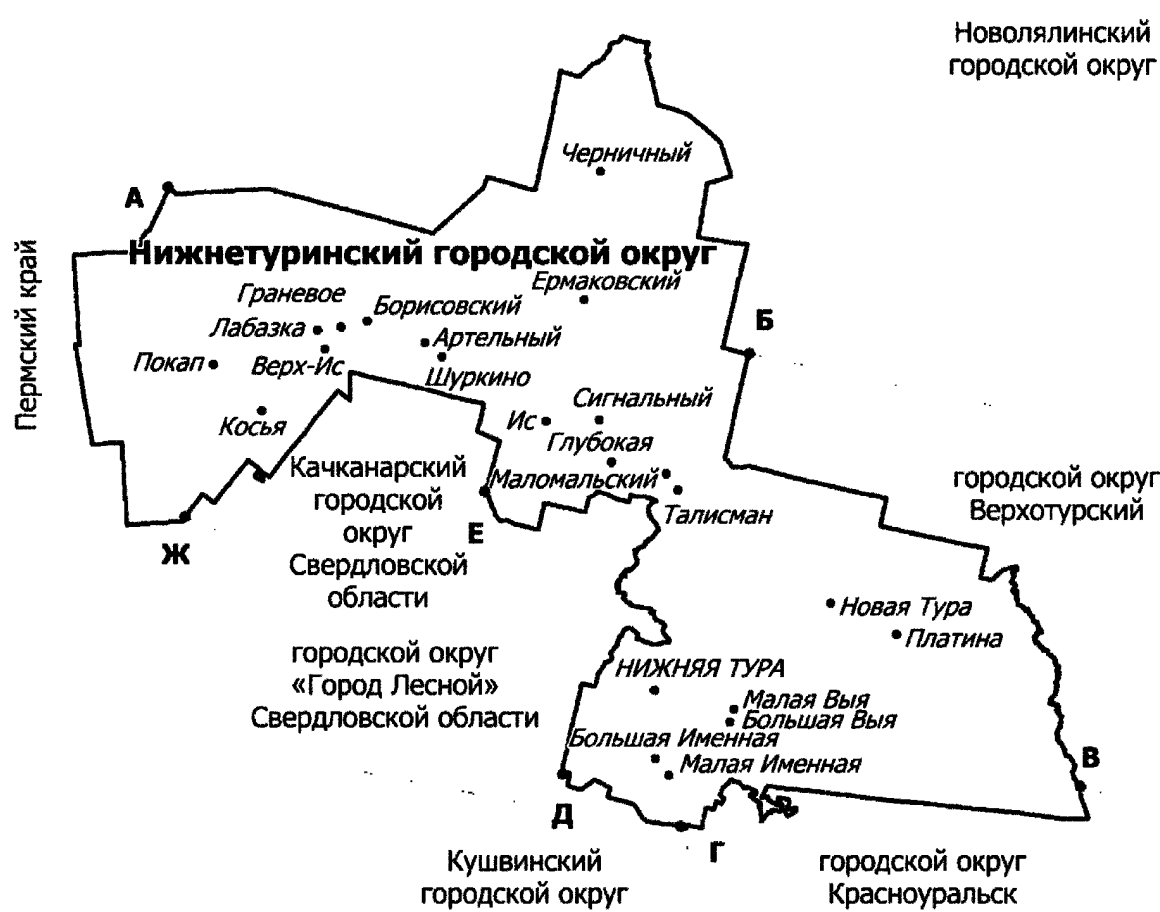 Новолялинский
городской округ
Черничный
А
Нижнетуринский городской округ
Пермский край
Ермаковский
Граневое
Борисовский
Б
Лабазка
Артельный
Покап
Верх-Ис
Шуркино
Сигнальный
Ис
Косья
Глубокая
Качканарский
городской
округ
Свердловской
области
Маломальский
городской округ
Верхотурский
Талисман
Е
Ж
Новая Тура
Платина
городской округ
«Город Лесной»
Свердловской области
НИЖНЯЯ ТУРА
Малая Выя
Большая Выя
Большая Именная
Малая Именная
В
Д
Г
Кушвинский
городской округ
городской округ
Красноуральск